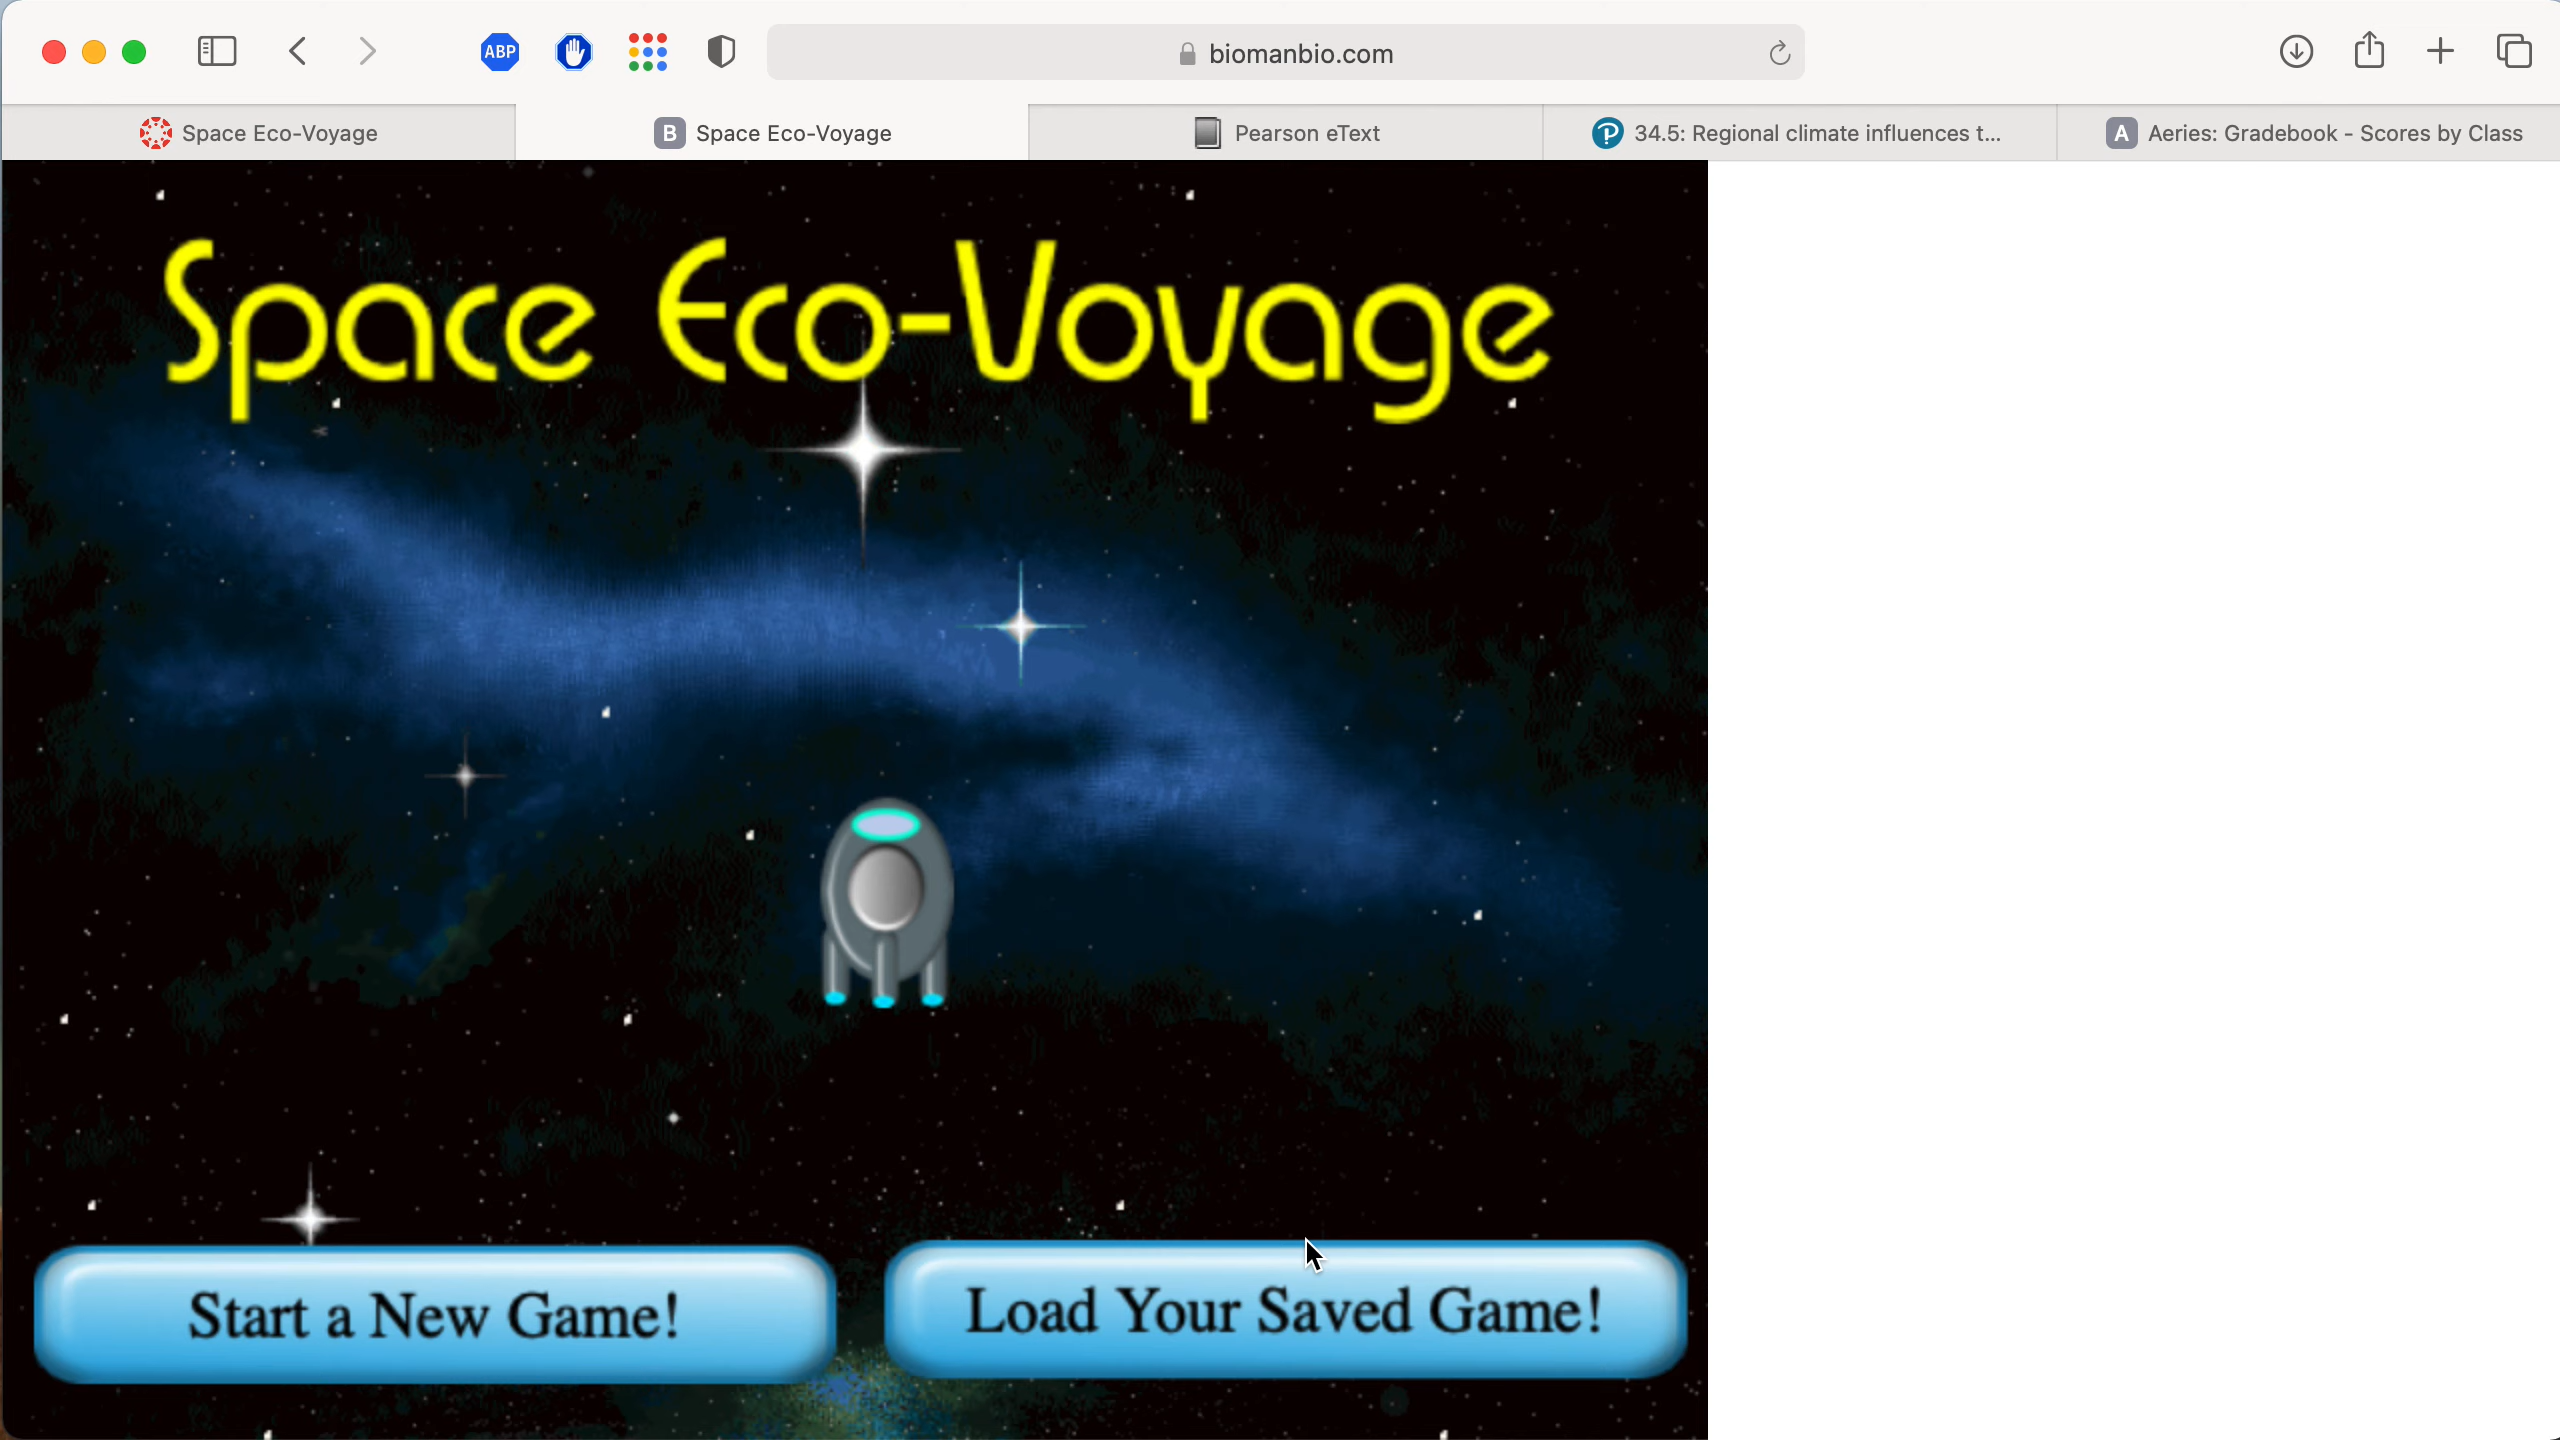 ABP
biomanbio.com
Space Eco-Voyage
B Space Eco-Voyage
Pearson eText
34.5: Regional climate influences t...
A Aeries: Gradebook - Scores by Class
Space Eco-Voyage
Start a New Game!
Load Your Saved Game!